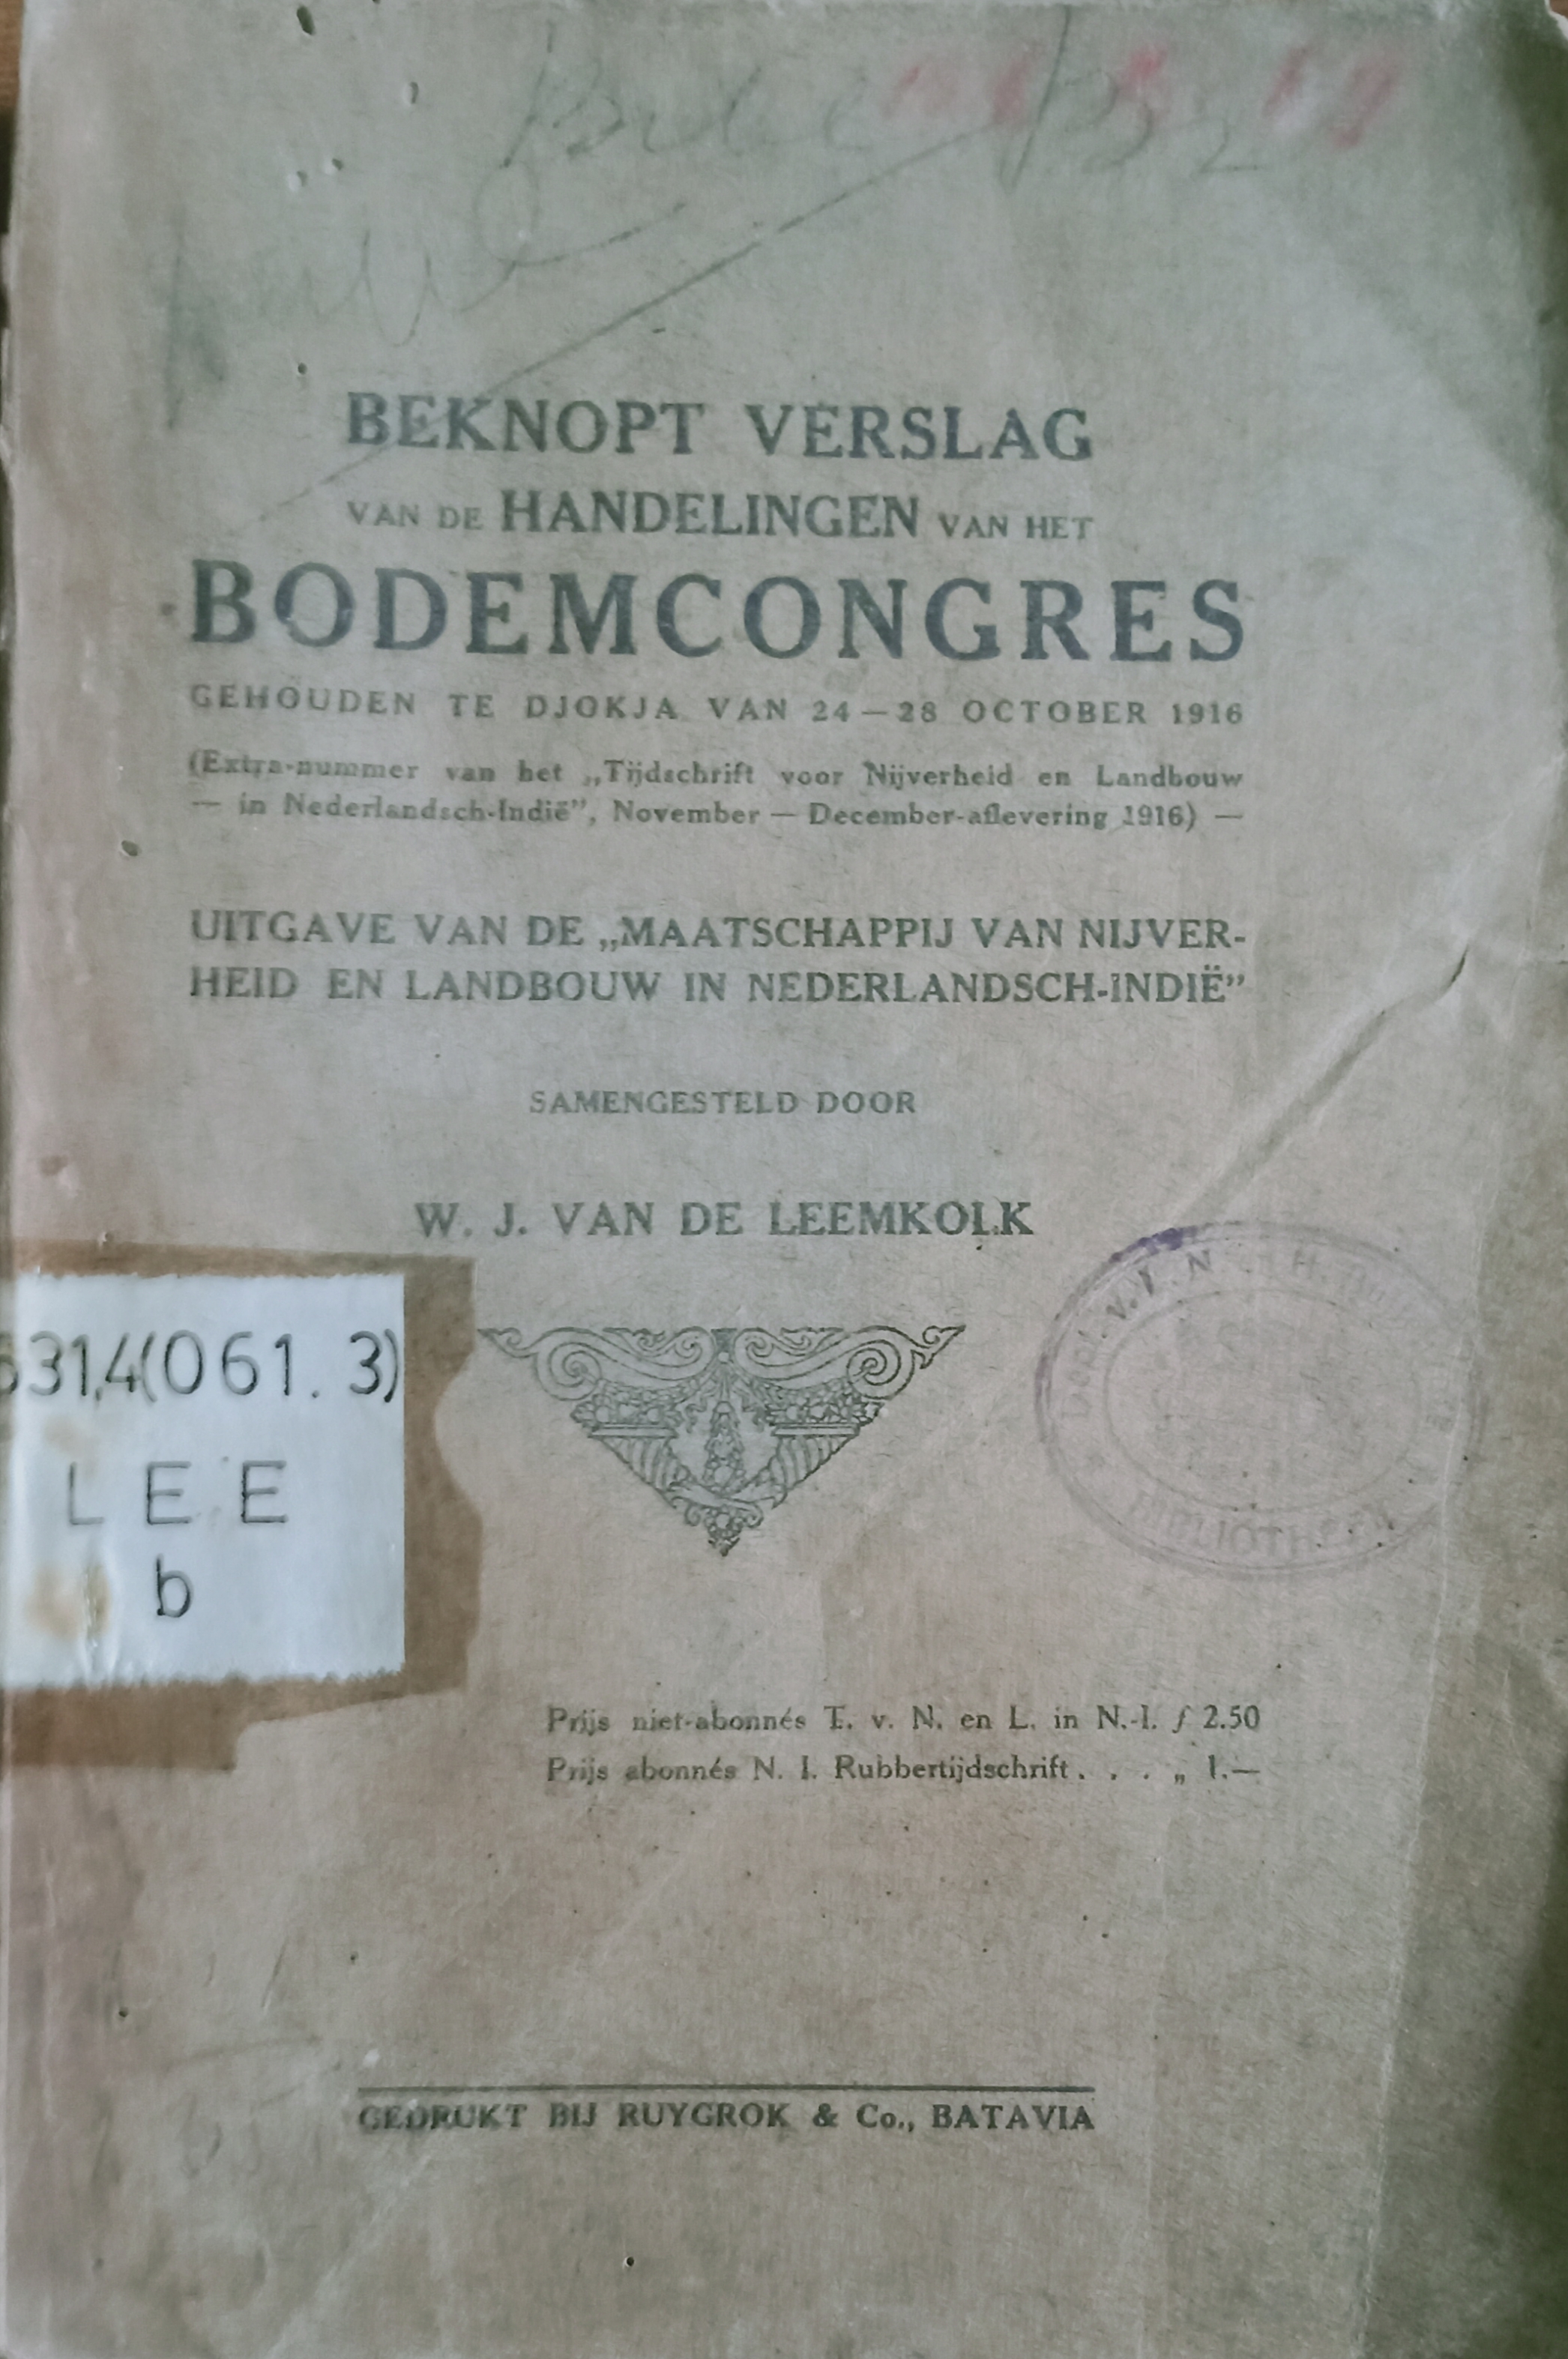 BEKNOPT VERSLAG
VAN DE HANDELINGEN VAN HET
BODEMCONGRES
GEHOUDEN TE DJOKJA VAN 24—28 OCTOBER 1916
(Extra-nummer van het „Tijdschrift voor Nijverheid en Landbouw
— in Nederlandsch-Indië”, November — December-aflevering 1916) —
UITGAVE VAN DE „MAATSCHAPPIJ VAN NIJVER-
HEID EN LANDBOUW IN NEDERLANDSCH-INDIË”
SAMENGESTELD DOOR
W. J. VAN DE LEEMKOLK
631,4(061.3)
LEE
b
BIBLIOTHEEK
Prijs niet-abonnés T. v. N. en L. in N.-I. ƒ 2.50
Prijs abonnés N. I. Rubbertijdschrift . . . „ 1.—
GEDRUKT BIJ RUYGROK & Co., BATAVIA